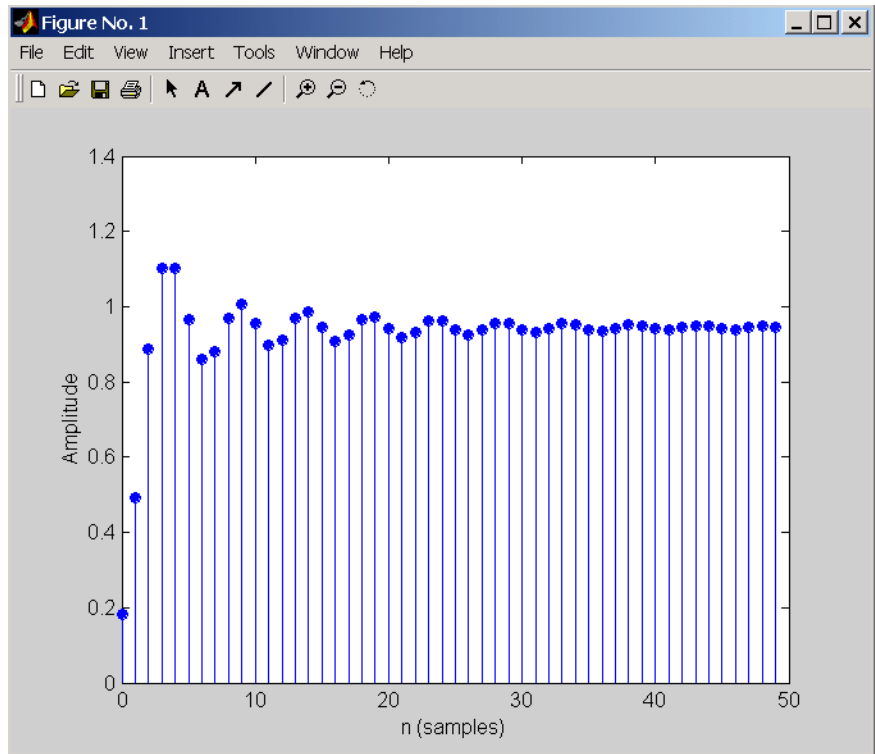 Figure No. 1
File Edit View Insert Tools Window Help
A
1.4
1.2
1
0.8
0.6
0.4
0.2
0
Amplitude
0 10 20 30 40 50
n (samples)